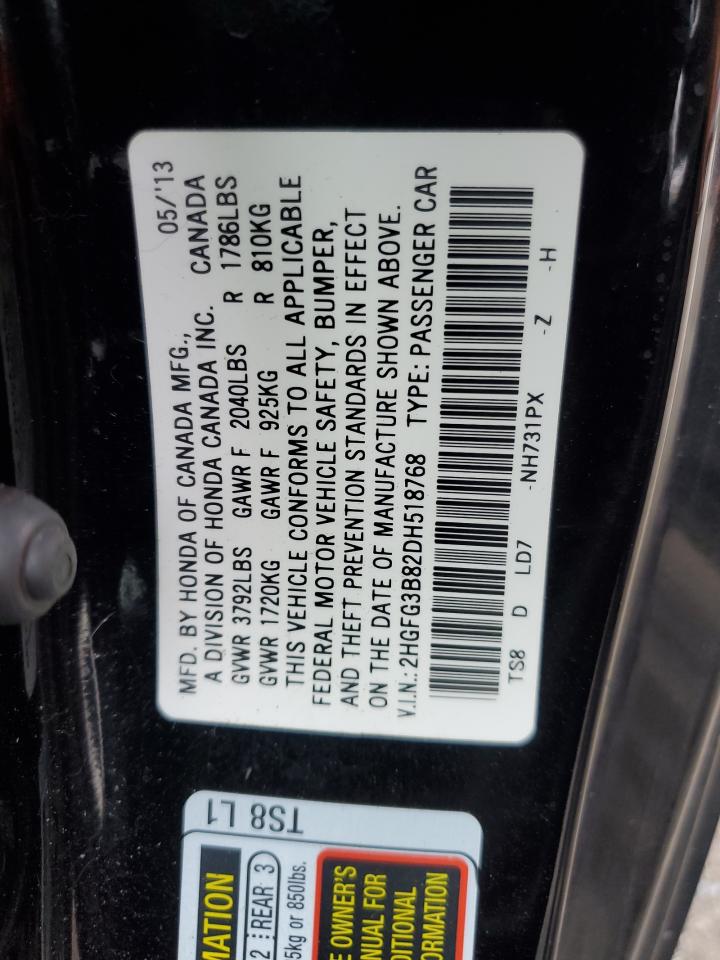 MFD. BY HONDA OF CANADA MFG., 05/'13
A DIVISION OF HONDA CANADA INC. CANADA
GVWR 3792LBS GAWR F 2040LBS R 1786LBS
GVWR 1720KG GAWR F 925KG R 810KG
THIS VEHICLE CONFORMS TO ALL APPLICABLE
FEDERAL MOTOR VEHICLE SAFETY, BUMPER,
AND THEFT PREVENTION STANDARDS IN EFFECT
ON THE DATE OF MANUFACTURE SHOWN ABOVE.
V.I.N.: 2HGFG3B82DH518768 TYPE: PASSENGER CAR
TS8 D LD7 -NH731PX -Z -H
TS8 L1
MATION
2 REAR 3
5kg or 850lbs.
E OWNER'S
NUAL FOR
DITIONAL
ORMATION